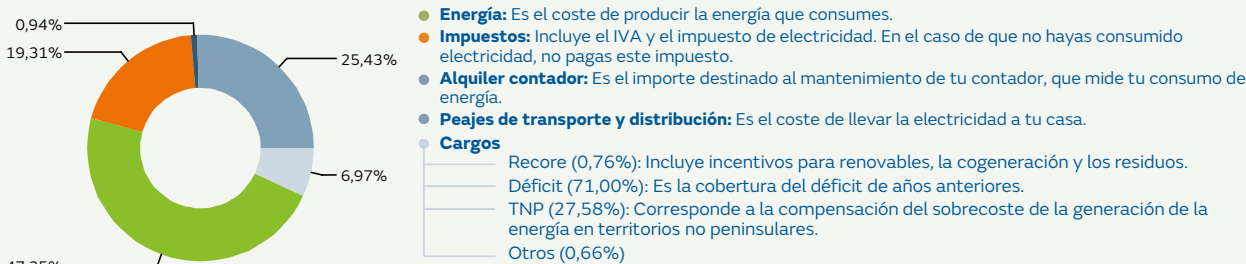 0,94%
19,31%
25,43%
6,97%
Energía: Es el coste de producir la energía que consumes.
Impuestos: Incluye el IVA y el impuesto de electricidad. En el caso de que no hayas consumido
electricidad, no pagas este impuesto.
Alquiler contador: Es el importe destinado al mantenimiento de tu contador, que mide tu consumo de
energía.
Peajes de transporte y distribución: Es el coste de llevar la electricidad a tu casa.
Cargos
Recore (0,76%): Incluye incentivos para renovables, la cogeneración y los residuos.
Déficit (71,00%): Es la cobertura del déficit de años anteriores.
TNP (27,58%): Corresponde a la compensación del sobrecoste de la generación de la
energía en territorios no peninsulares.
Otros (0,66%)